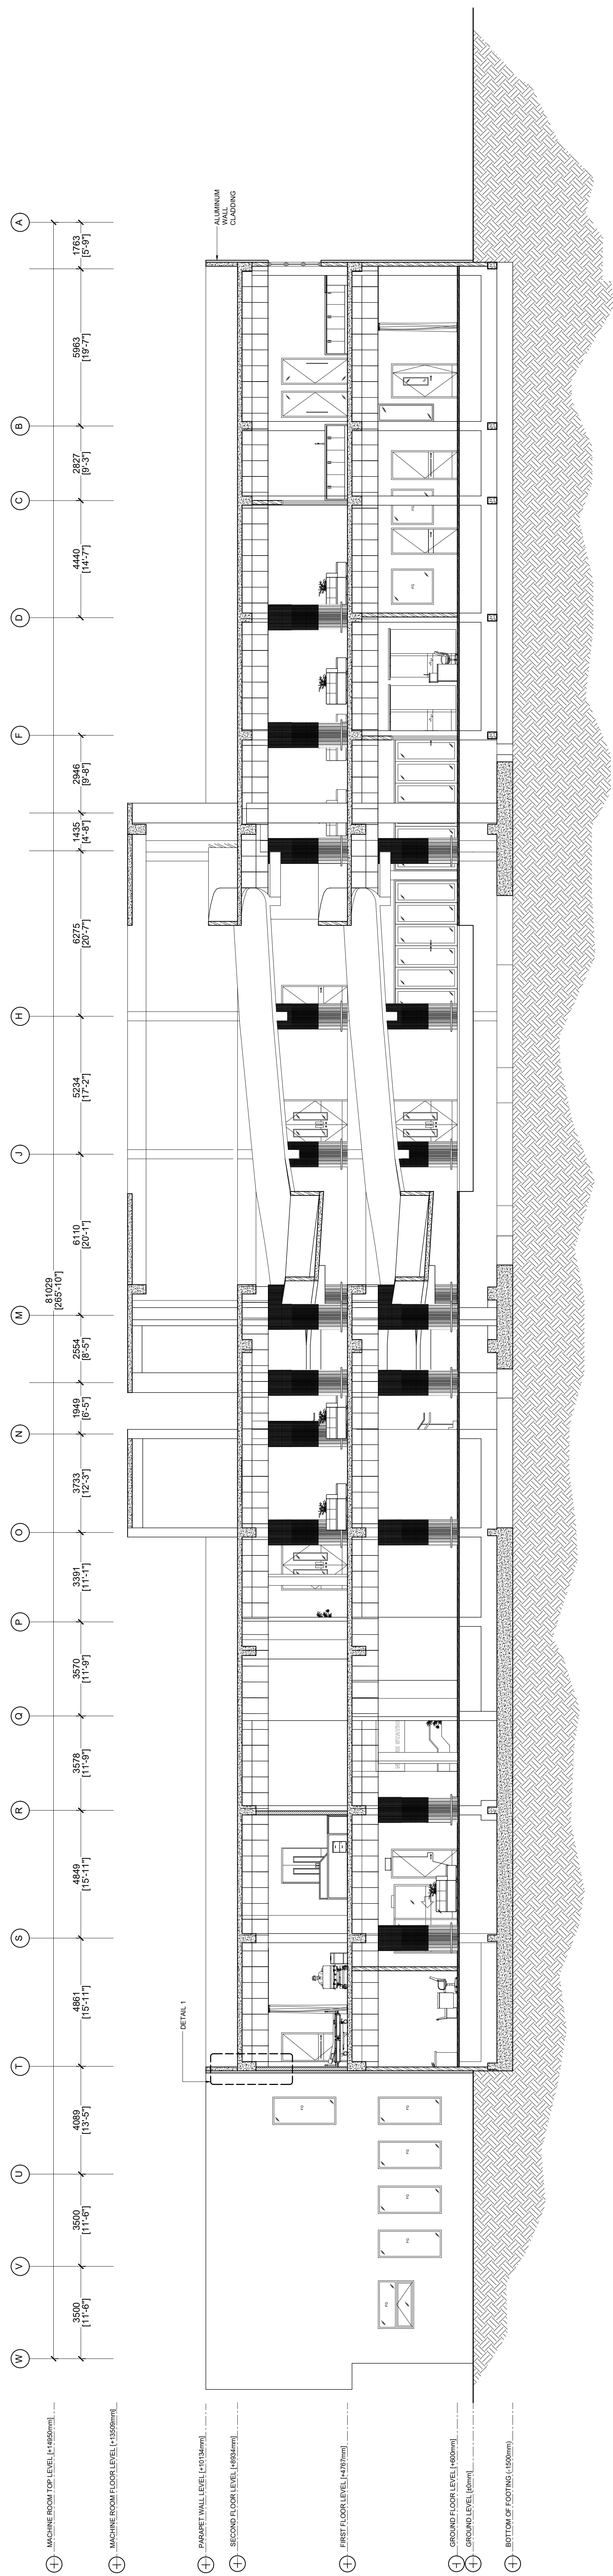 A
B
C
D
F
H
J
M
N
O
P
Q
R
S
T
U
V
W
81029
[265'-10"]
1763
[5'-9"]
5963
[19'-7"]
2827
[9'-3"]
4440
[14'-7"]
2946
[9'-8"]
1435
[4'-8"]
6275
[20'-7"]
5234
[17'-2"]
6110
[20'-1"]
2554
[8'-5"]
1949
[6'-5"]
3733
[12'-3"]
3391
[11'-1"]
3570
[11'-9"]
3578
[11'-9"]
4849
[15'-11"]
4861
[15'-11"]
4089
[13'-5"]
3500
[11'-6"]
3500
[11'-6"]
ALUMINUM
WALL
CLADDING
DETAIL 1
MACHINE ROOM TOP LEVEL [+14950mm]
MACHINE ROOM FLOOR LEVEL [+13509mm]
PARAPET WALL LEVEL [+10134mm]
SECOND FLOOR LEVEL [+8934mm]
FIRST FLOOR LEVEL [+4767mm]
GROUND FLOOR LEVEL [+600mm]
GROUND LEVEL [±0mm]
BOTTOM OF FOOTING (-1500mm)